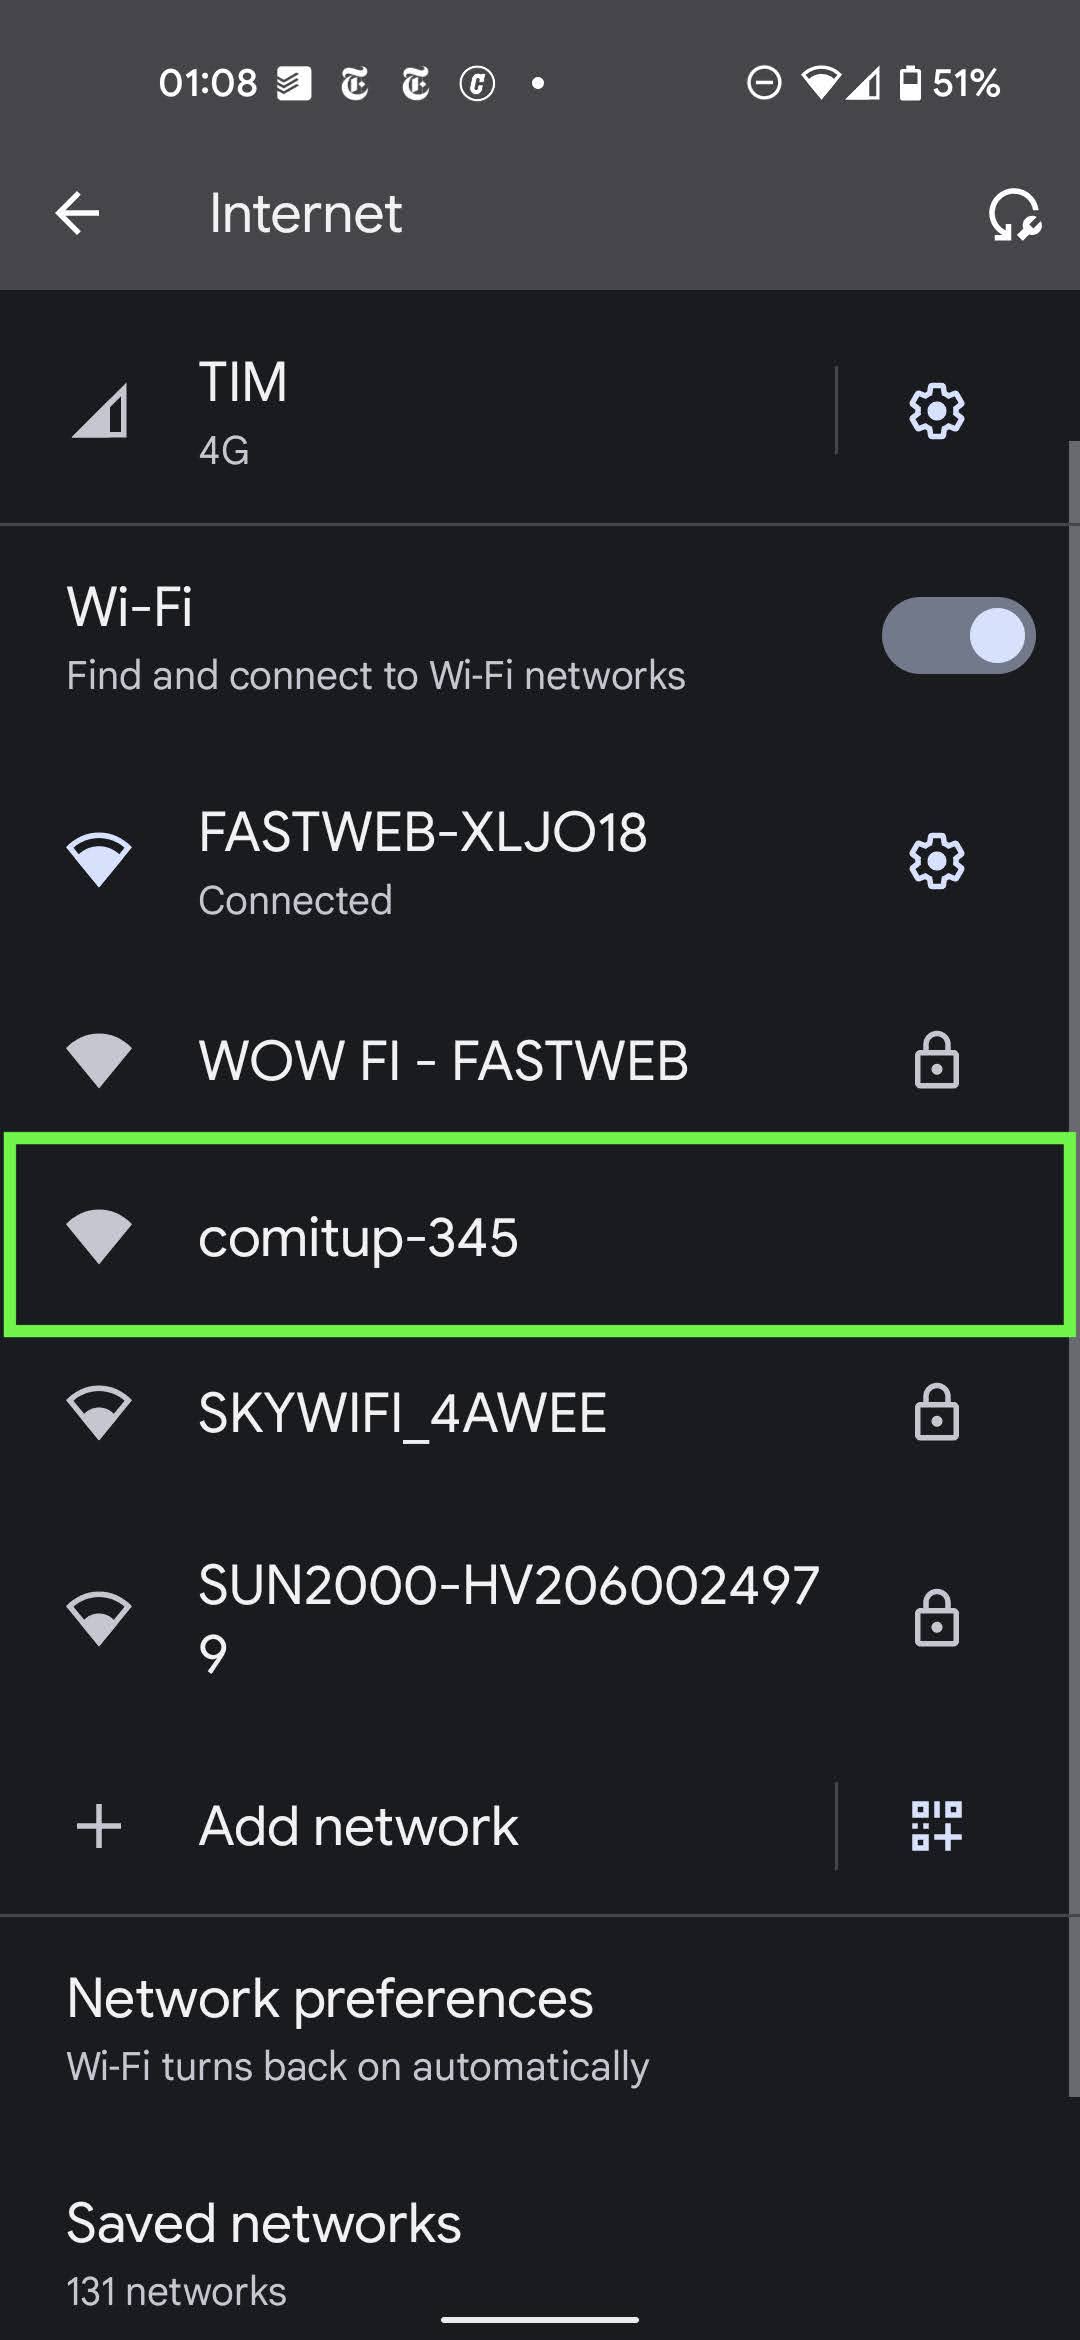 01:08 51%
Internet
TIM
4G
Wi-Fi
Find and connect to Wi-Fi networks
FASTWEB-XLJO18
Connected
WOW FI - FASTWEB
comitup-345
SKYWIFI_4AWEE
SUN2000-HV206002497
9
Add network
Network preferences
Wi-Fi turns back on automatically
Saved networks
131 networks